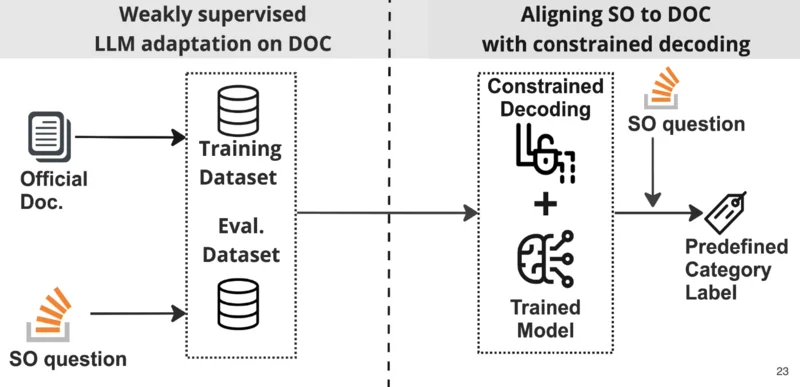 Weakly supervised
LLM adaptation on DOC
Aligning SO to DOC
with constrained decoding
Official
Doc.
SO question
Training
Dataset
Eval.
Dataset
Constrained
Decoding
+
Trained
Model
SO question
Predefined
Category
Label
23